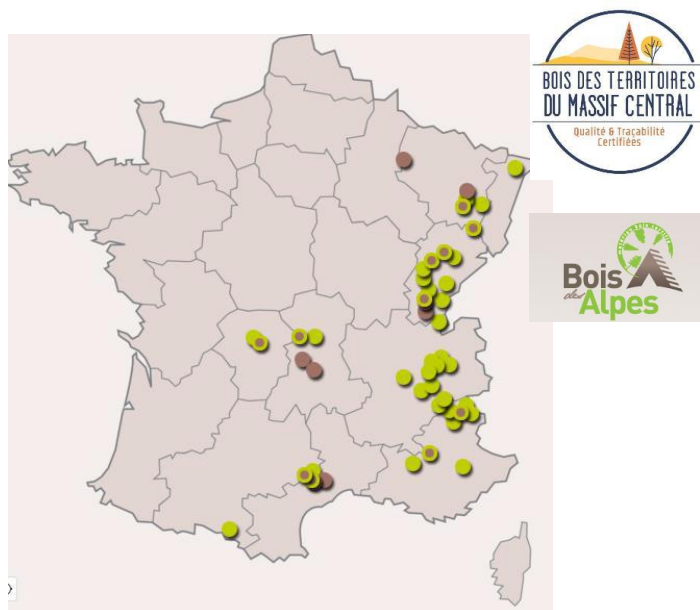 BOIS DES TERRITOIRES
DU MASSIF CENTRAL
Qualité & Traçabilité
Certifiées
Bois
des
Alpes